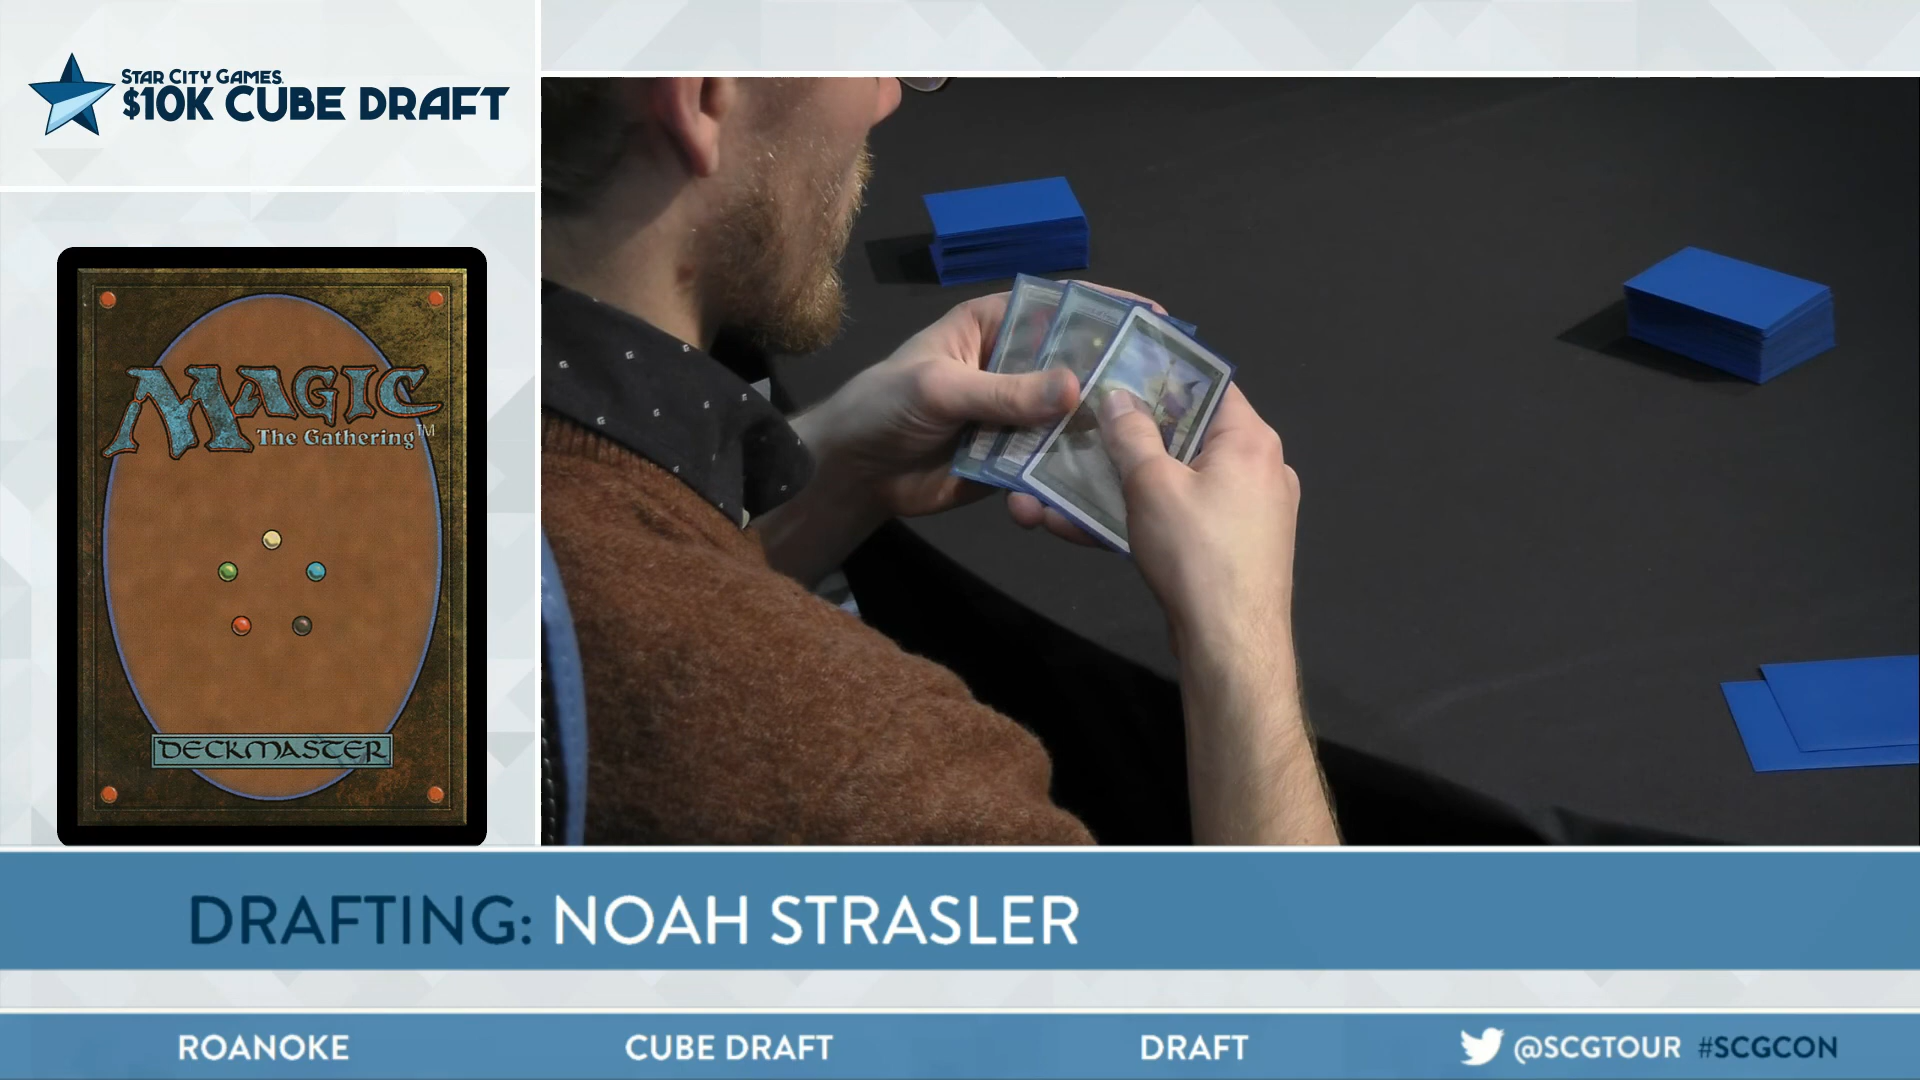 STAR CITY GAMES.
$10K CUBE DRAFT
MAGIC
The Gathering™
DECKMASTER
DRAFTING: NOAH STRASLER
ROANOKE
CUBE DRAFT
DRAFT
@SCGTOUR #SCGCON